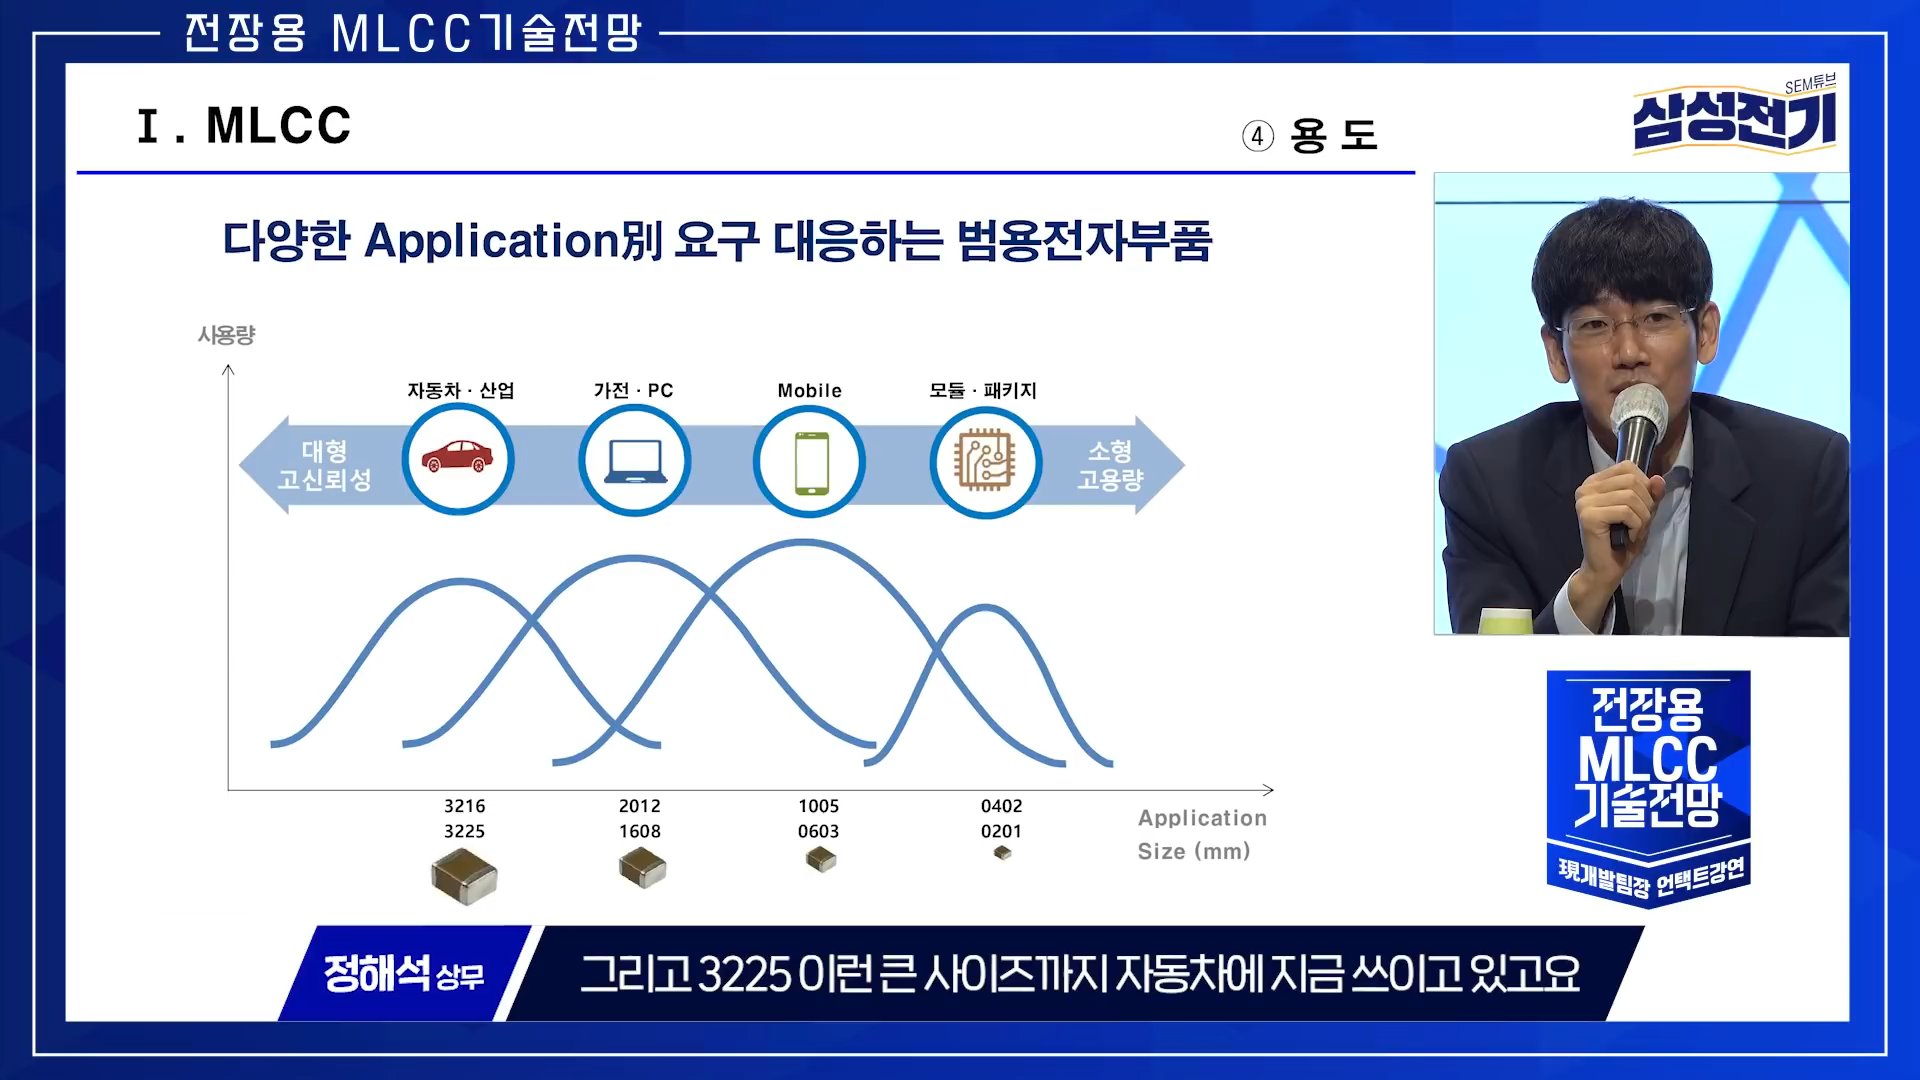 전장용 MLCC기술전망
SEM튜브
삼성전기
I. MLCC
④ 용 도
다양한 Application別 요구 대응하는 범용전자부품
사용량
자동차 · 산업
가전 · PC
Mobile
모듈 · 패키지
대형
고신뢰성
소형
고용량
3216
3225
2012
1608
1005
0603
0402
0201
Application
Size (mm)
전장용
MLCC
기술전망
現개발팀장 언택트강연
정해석 상무
그리고 3225 이런 큰 사이즈까지 자동차에 지금 쓰이고 있고요